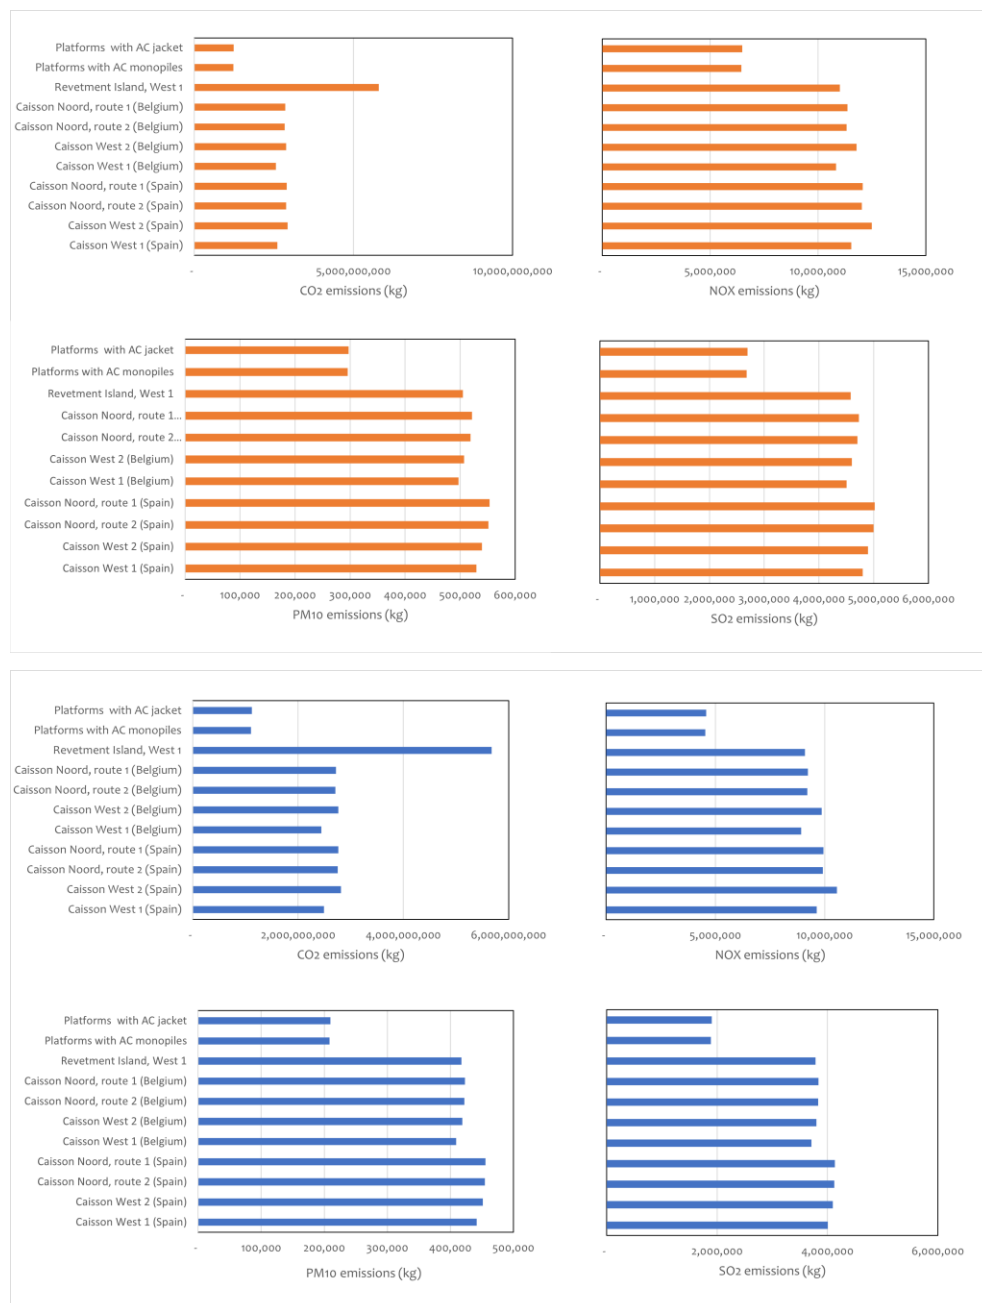 Platforms with AC jacket
Platforms with AC monopiles
Revetment Island, West 1
Caisson Noord, route 1 (Belgium)
Caisson Noord, route 2 (Belgium)
Caisson West 2 (Belgium)
Caisson West 1 (Belgium)
Caisson Noord, route 1 (Spain)
Caisson Noord, route 2 (Spain)
Caisson West 2 (Spain)
Caisson West 1 (Spain)
- 5,000,000,000 10,000,000,000
CO2 emissions (kg)
- 5,000,000 10,000,000 15,000,000
NOX emissions (kg)
Platforms with AC jacket
Platforms with AC monopiles
Revetment Island, West 1
Caisson Noord, route 1...
Caisson Noord, route 2...
Caisson West 2 (Belgium)
Caisson West 1 (Belgium)
Caisson Noord, route 1 (Spain)
Caisson Noord, route 2 (Spain)
Caisson West 2 (Spain)
Caisson West 1 (Spain)
- 100,000 200,000 300,000 400,000 500,000 600,000
PM10 emissions (kg)
- 1,000,000 2,000,000 3,000,000 4,000,000 5,000,000 6,000,000
SO2 emissions (kg)
Platforms with AC jacket
Platforms with AC monopiles
Revetment Island, West 1
Caisson Noord, route 1 (Belgium)
Caisson Noord, route 2 (Belgium)
Caisson West 2 (Belgium)
Caisson West 1 (Belgium)
Caisson Noord, route 1 (Spain)
Caisson Noord, route 2 (Spain)
Caisson West 2 (Spain)
Caisson West 1 (Spain)
- 2,000,000,000 4,000,000,000 6,000,000,000
CO2 emissions (kg)
- 5,000,000 10,000,000 15,000,000
NOX emissions (kg)
Platforms with AC jacket
Platforms with AC monopiles
Revetment Island, West 1
Caisson Noord, route 1 (Belgium)
Caisson Noord, route 2 (Belgium)
Caisson West 2 (Belgium)
Caisson West 1 (Belgium)
Caisson Noord, route 1 (Spain)
Caisson Noord, route 2 (Spain)
Caisson West 2 (Spain)
Caisson West 1 (Spain)
- 100,000 200,000 300,000 400,000 500,000
PM10 emissions (kg)
- 2,000,000 4,000,000 6,000,000
SO2 emissions (kg)